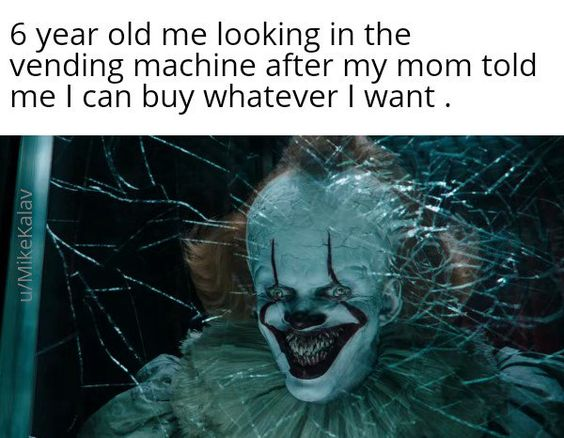 6 year old me looking in the
vending machine after my mom told
me I can buy whatever I want .
u/MikeKalav